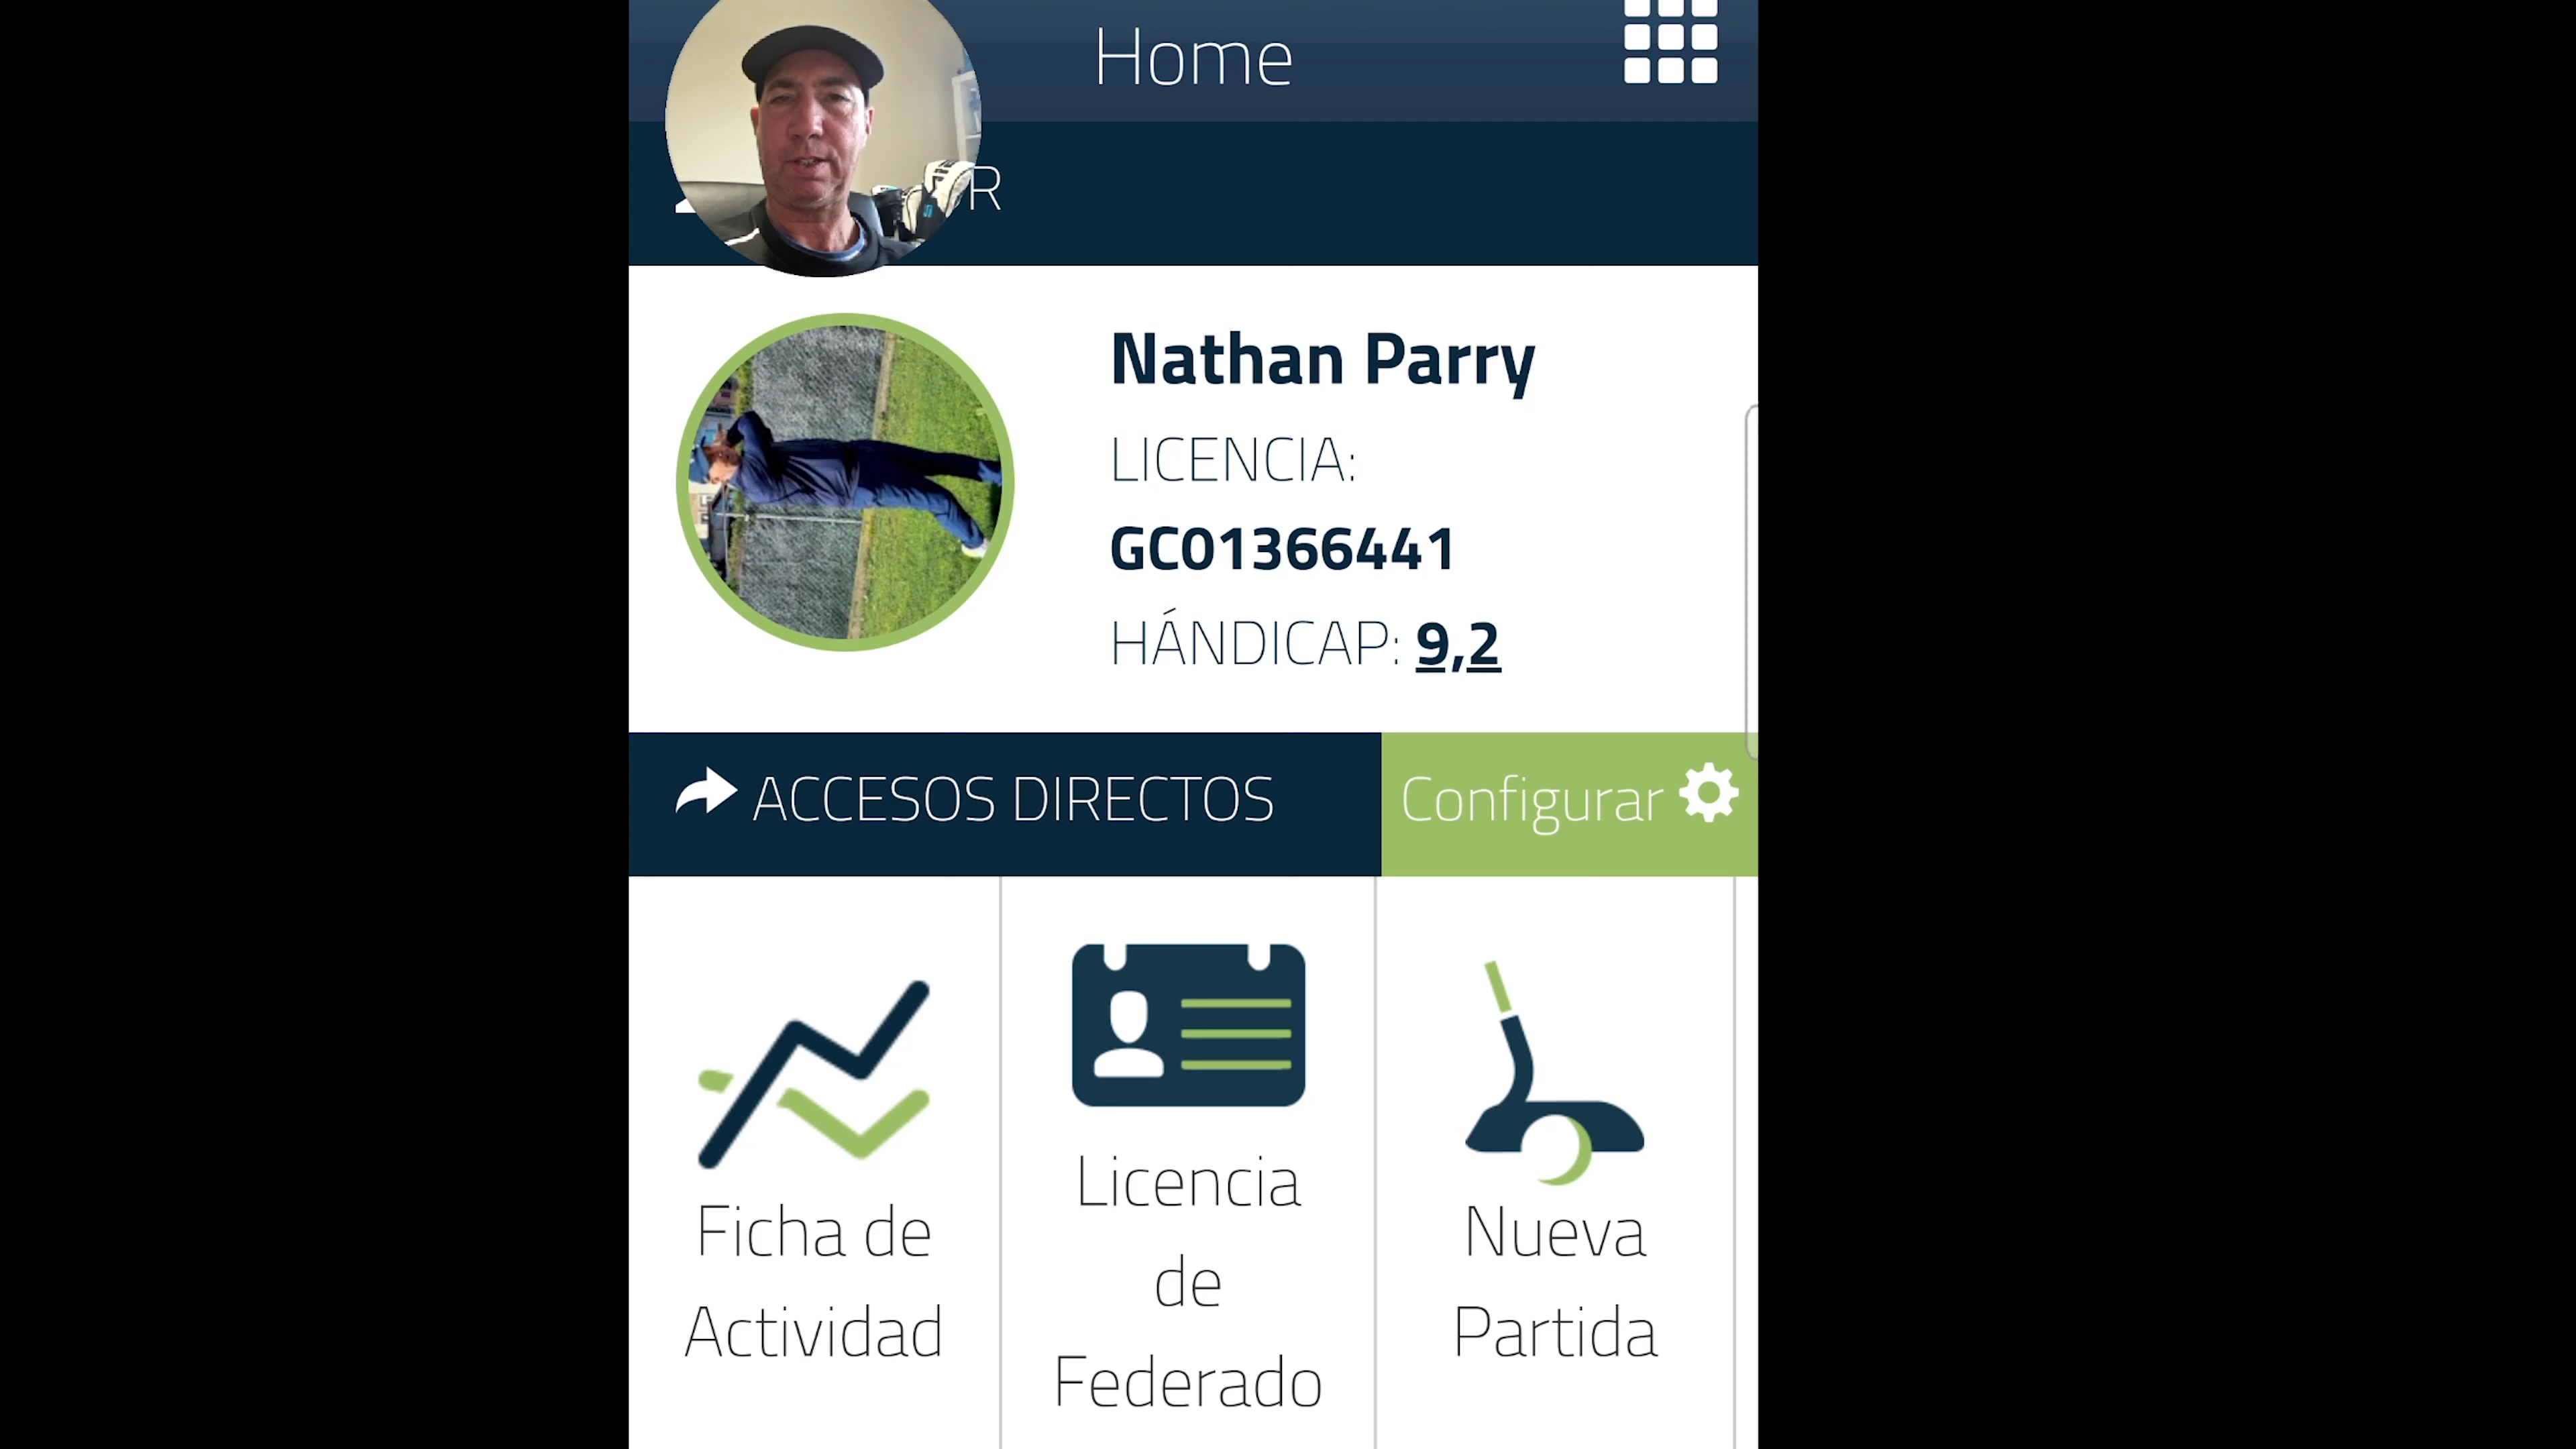 Home
R
Nathan Parry
LICENCIA:
GC01366441
HÁNDICAP: 9,2
ACCESOS DIRECTOS
Configurar
Ficha de
Actividad
Licencia
de
Federado
Nueva
Partida